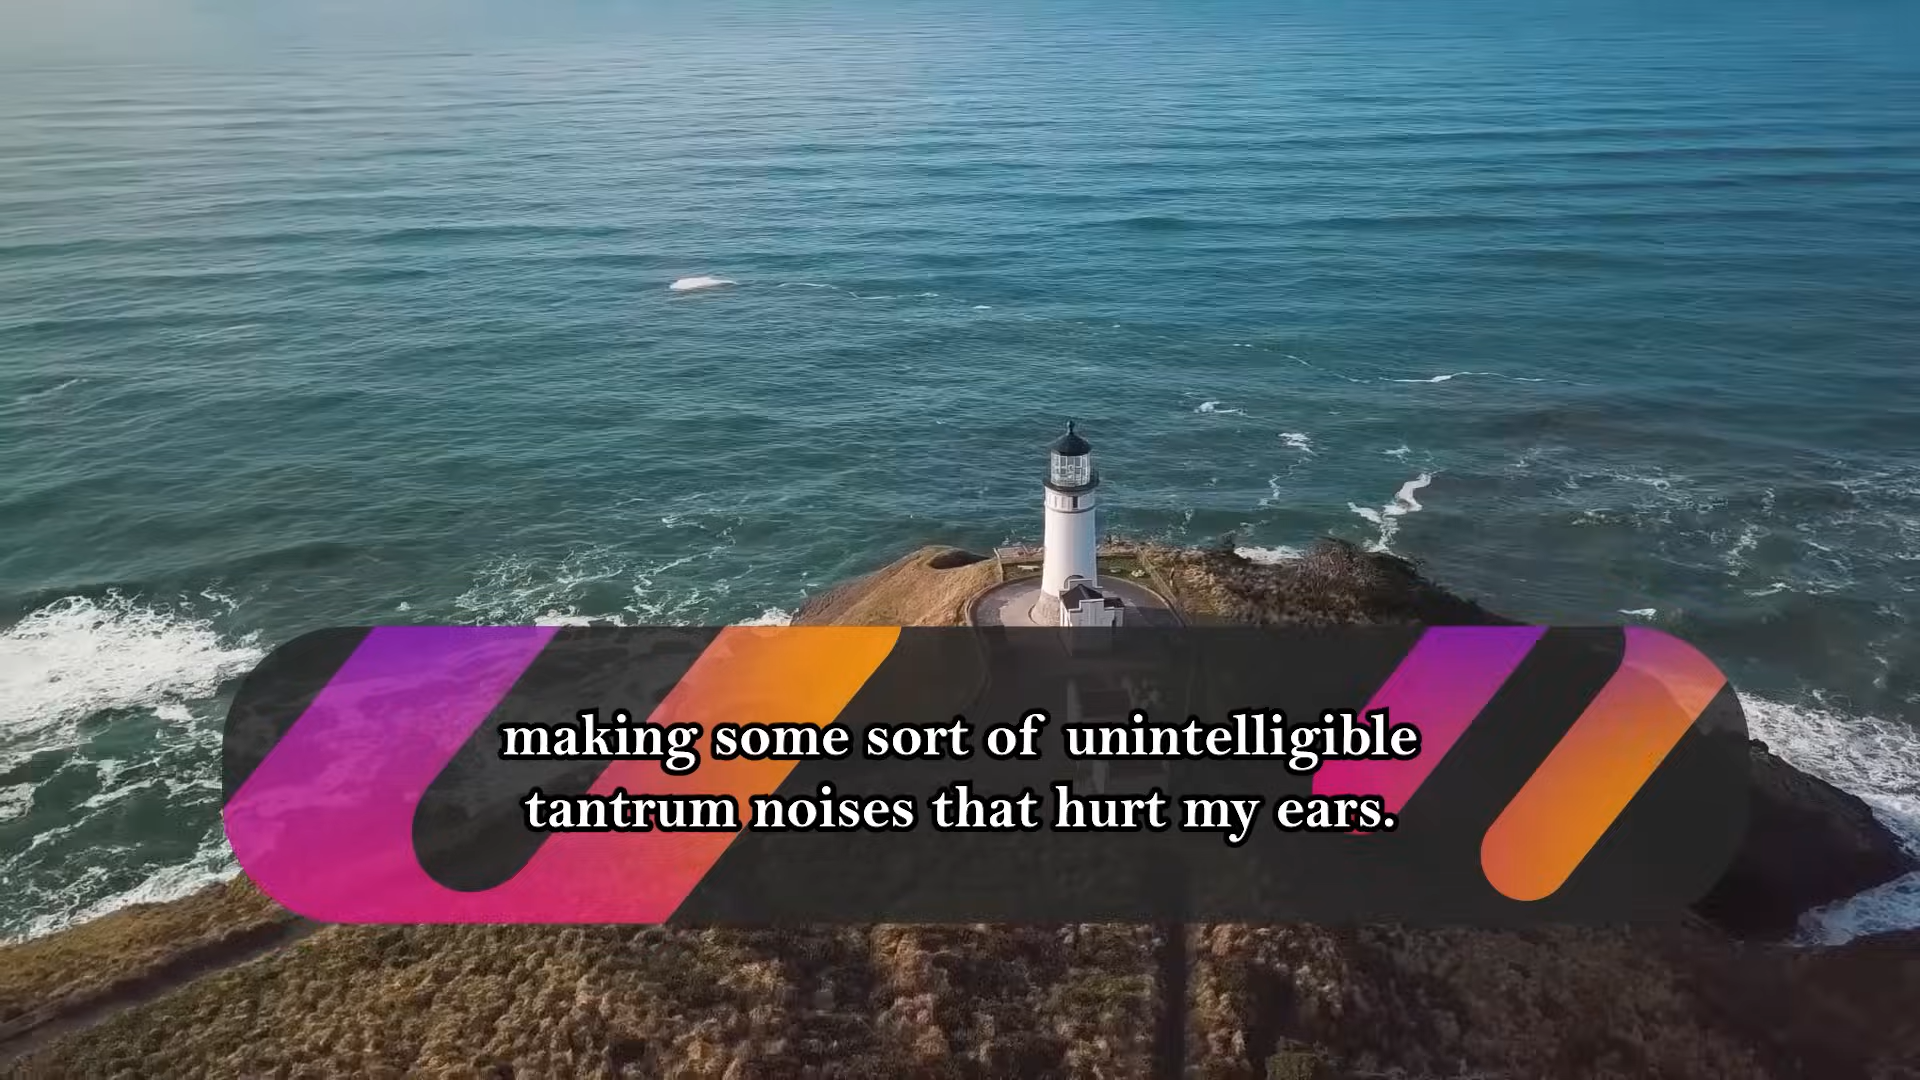 making some sort of unintelligible
tantrum noises that hurt my ears.